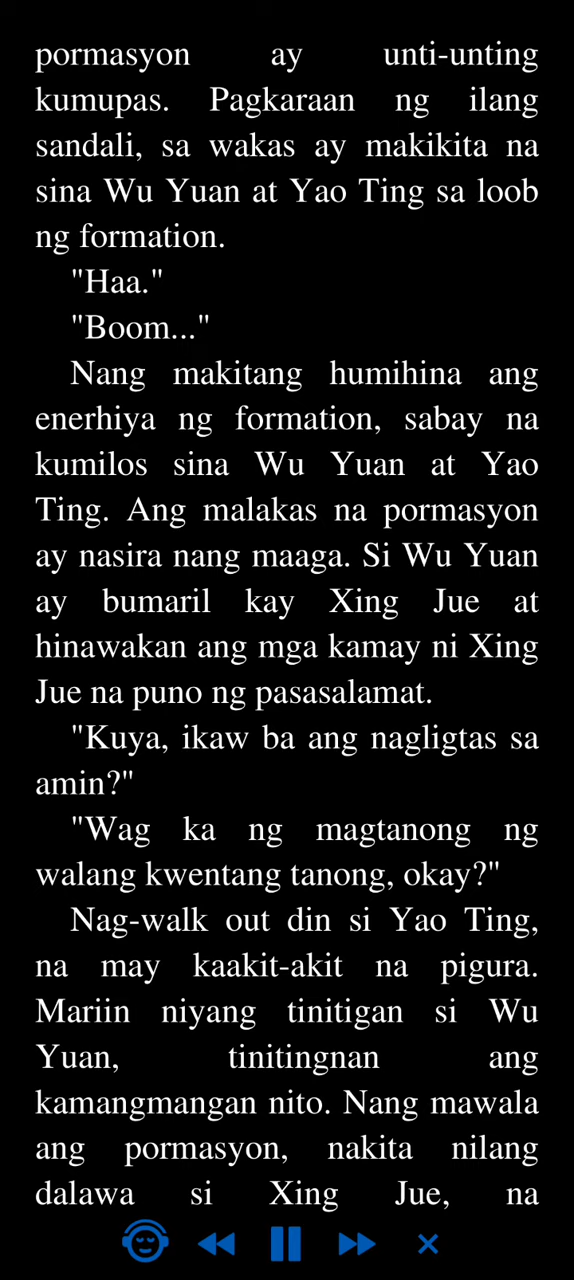 pormasyon ay unti-unting
kumupas. Pagkaraan ng ilang
sandali, sa wakas ay makikita na
sina Wu Yuan at Yao Ting sa loob
ng formation.
"Haa."
"Boom..."
Nang makitang humihina ang
enerhiya ng formation, sabay na
kumilos sina Wu Yuan at Yao
Ting. Ang malakas na pormasyon
ay nasira nang maaga. Si Wu Yuan
ay bumaril kay Xing Jue at
hinawakan ang mga kamay ni Xing
Jue na puno ng pasasalamat.
"Kuya, ikaw ba ang nagligtas sa
amin?"
"Wag ka ng magtanong ng
walang kwentang tanong, okay?"
Nag-walk out din si Yao Ting,
na may kaakit-akit na pigura.
Mariin niyang tinitigan si Wu
Yuan, tinitingnan ang
kamangmangan nito. Nang mawala
ang pormasyon, nakita nilang
dalawa si Xing Jue, na